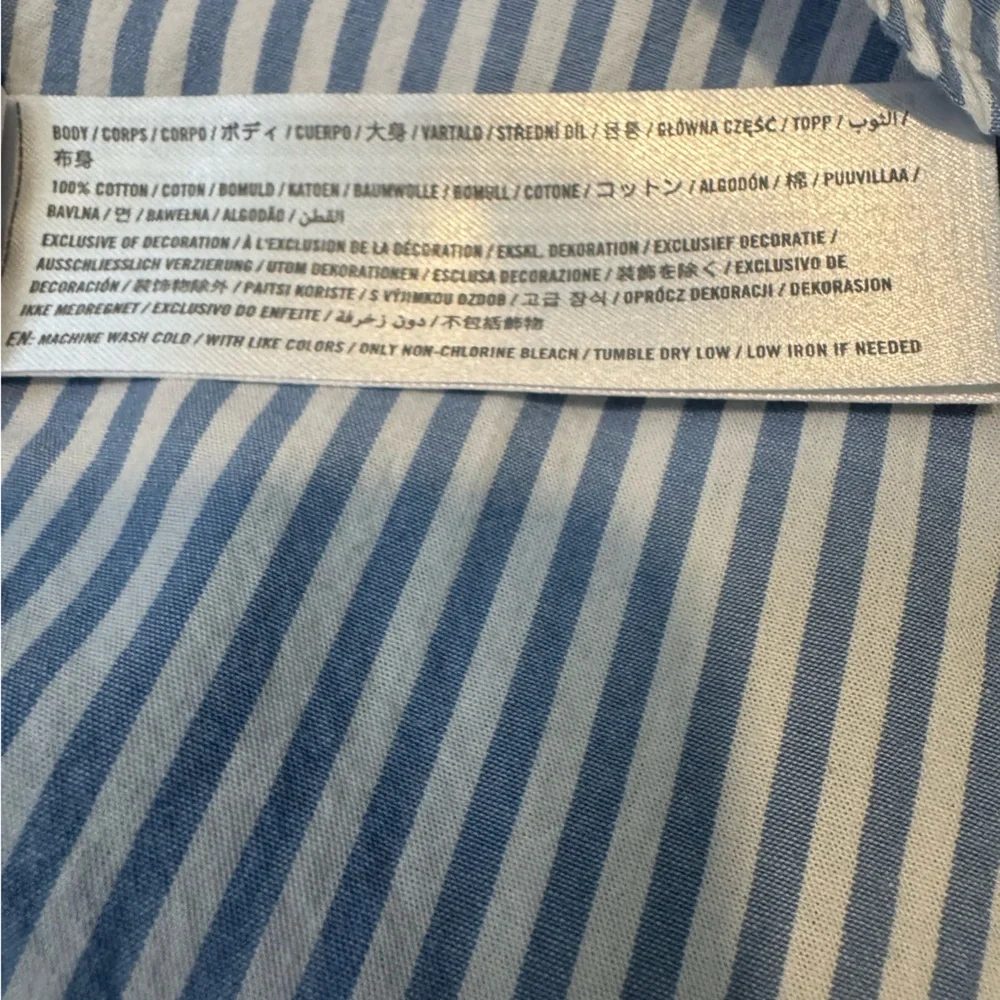 BODY / CORPS / CORPO / ボディ / CUERPO / 大身 / VARTALO / STŘEDNÍ DÍL / 몸통 / GŁÓWNA CZĘŚĆ / TOPP / الثوب /
布身
100% COTTON / COTON / BOMULD / KATOEN / BAUMWOLLE / BOMULL / COTONE / コットン / ALGODÓN / 棉 / PUUVILLAA /
BAVLNA / 면 / BAWEŁNA / ALGODÃO / القطن
EXCLUSIVE OF DECORATION / À L'EXCLUSION DE LA DÉCORATION / EKSKL. DEKORATION / EXCLUSIEF DECORATIE /
AUSSCHLIESSLICH VERZIERUNG / UTOM DEKORATIONEN / ESCLUSA DECORAZIONE / 装飾を除く / EXCLUSIVO DE
DECORACIÓN / 装饰物除外 / PAITSI KORISTE / S VÝJIMKOU OZDOB / 고급 장식 / OPRÓCZ DEKORACJI / DEKORASJON
IKKE MEDREGNET / EXCLUSIVO DO ENFEITE / دون زخرفة / 不包括飾物
EN: MACHINE WASH COLD / WITH LIKE COLORS / ONLY NON-CHLORINE BLEACH / TUMBLE DRY LOW / LOW IRON IF NEEDED